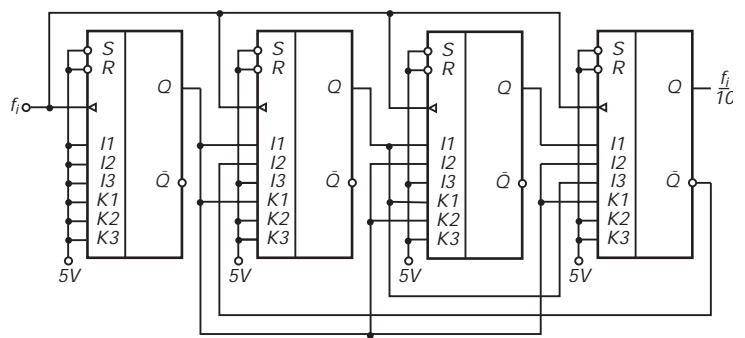 f_i
S
R
I1
I2
I3
K1
K2
K3
Q
Q̄
5V
S
R
I1
I2
I3
K1
K2
K3
Q
Q̄
5V
S
R
I1
I2
I3
K1
K2
K3
Q
Q̄
5V
S
R
I1
I2
I3
K1
K2
K3
Q
Q̄
5V
f_i
10